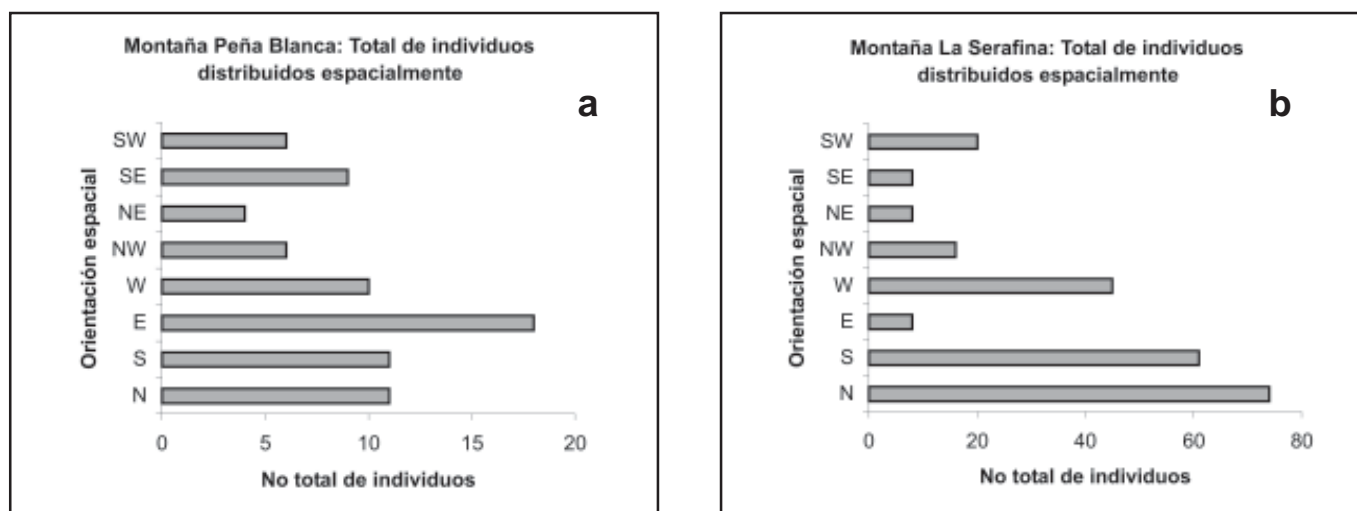 Montaña Peña Blanca: Total de individuos
distribuidos espacialmente
a
Orientación espacial
SW
SE
NE
NW
W
E
S
N
0 5 10 15 20
No total de individuos
Montaña La Serafina: Total de individuos
distribuidos espacialmente
b
Orientación espacial
SW
SE
NE
NW
W
E
S
N
0 20 40 60 80
No total de individuos